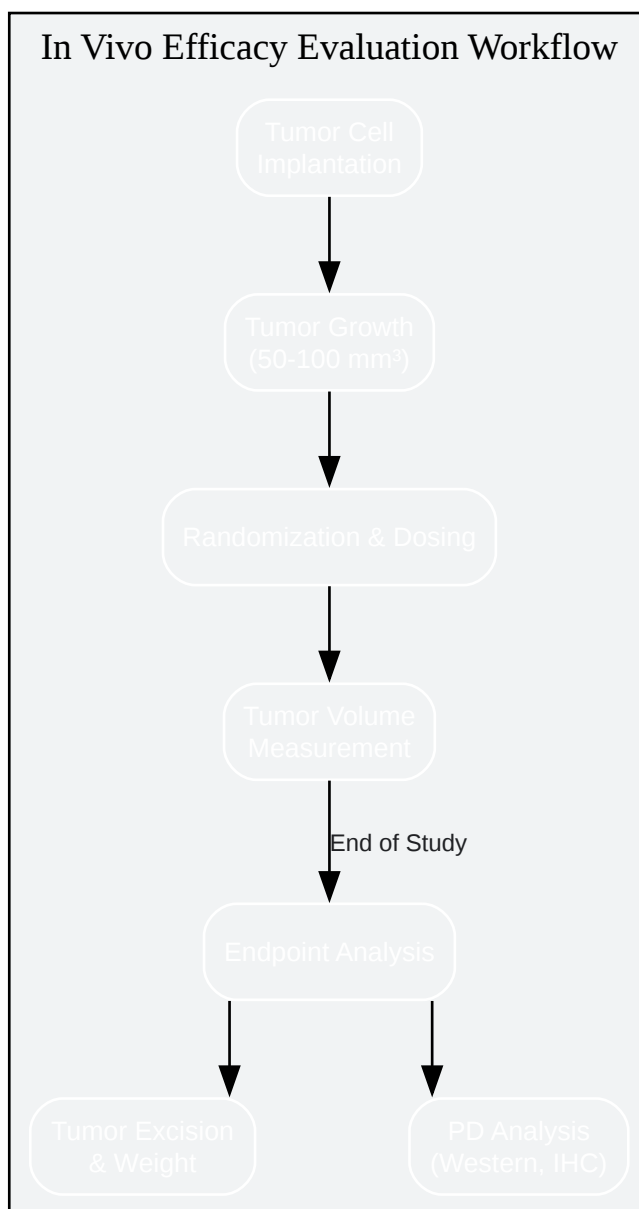 In Vivo Efficacy Evaluation Workflow
Tumor Cell
Implantation
Tumor Growth
(50-100 mm³)
Randomization & Dosing
Tumor Volume
Measurement
End of Study
Endpoint Analysis
Tumor Excision
& Weight
PD Analysis
(Western, IHC)